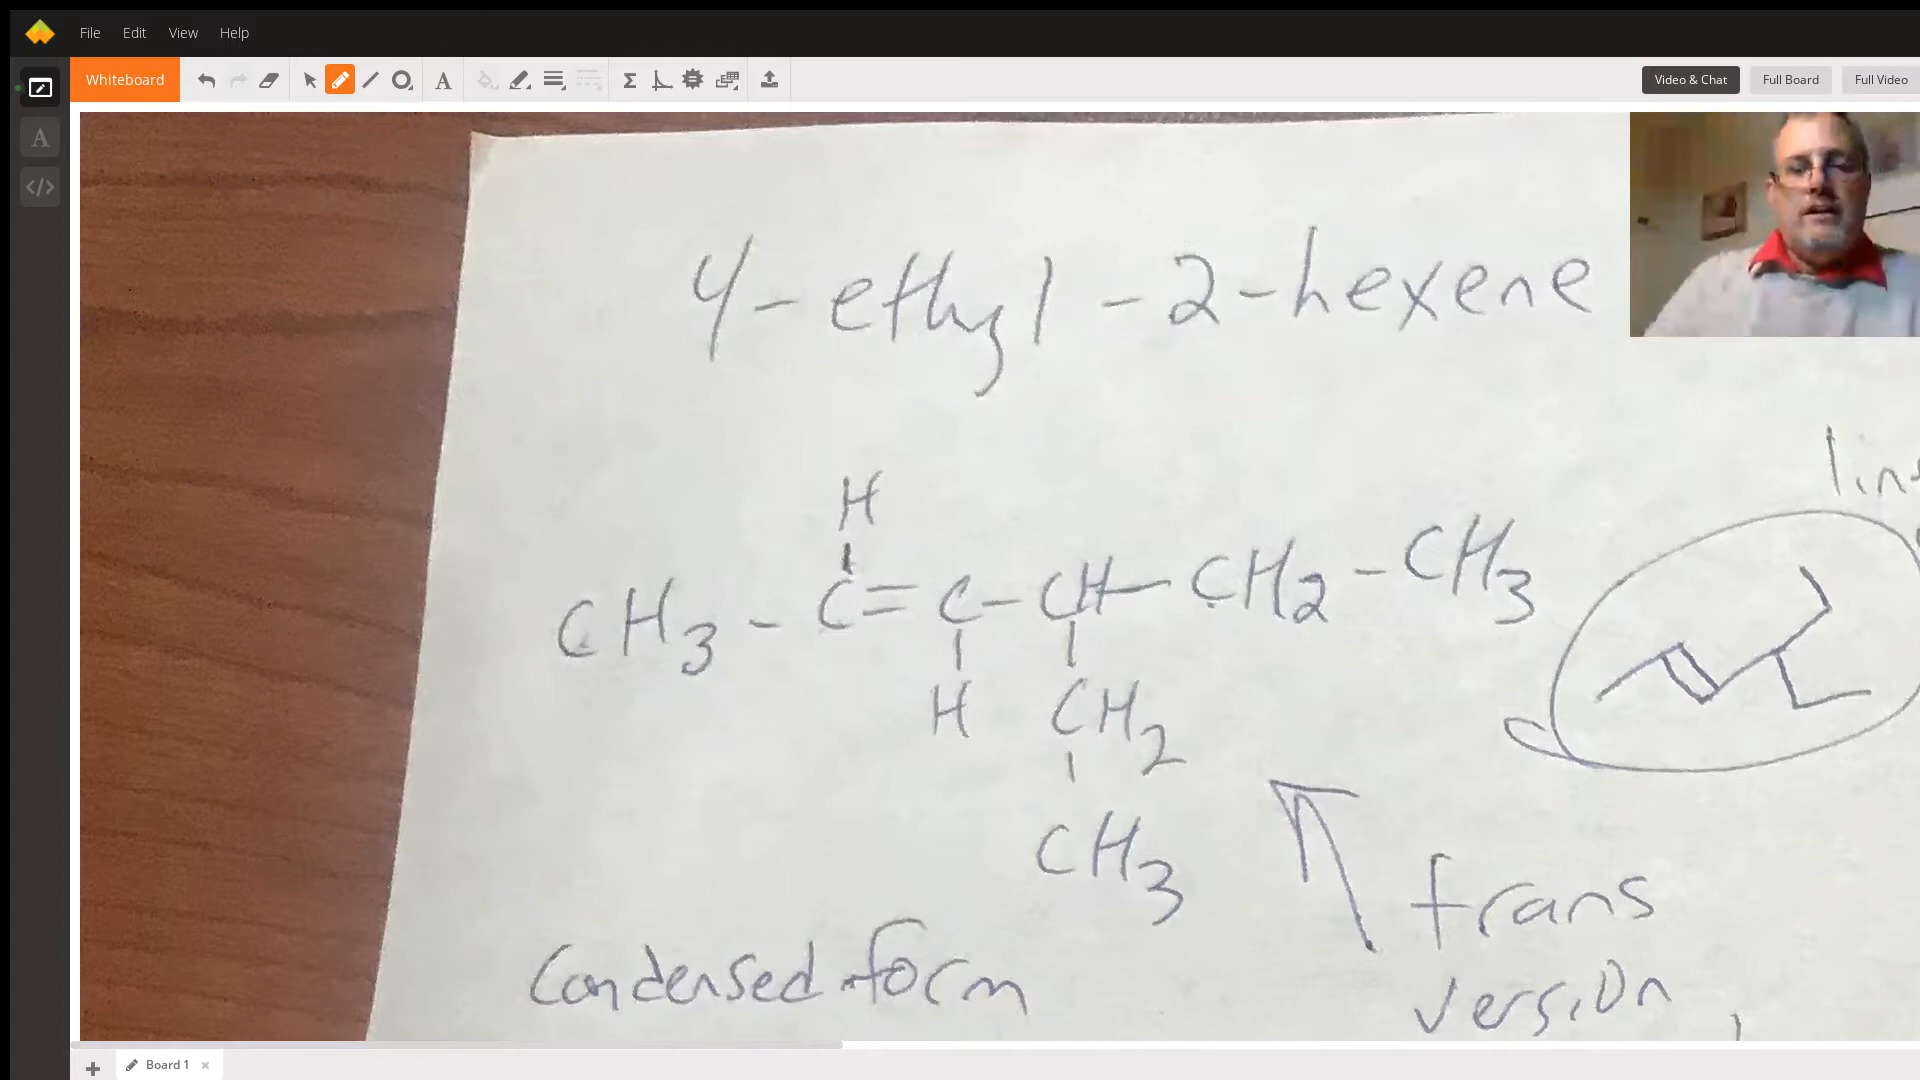 File Edit View Help
Whiteboard A Σ Video & Chat Full Board Full Video
A
</>
4-ethyl-2-hexene
H
CH3-C=C-CH-CH2-CH3
H CH2
CH3
trans
version
condensed form
Board 1